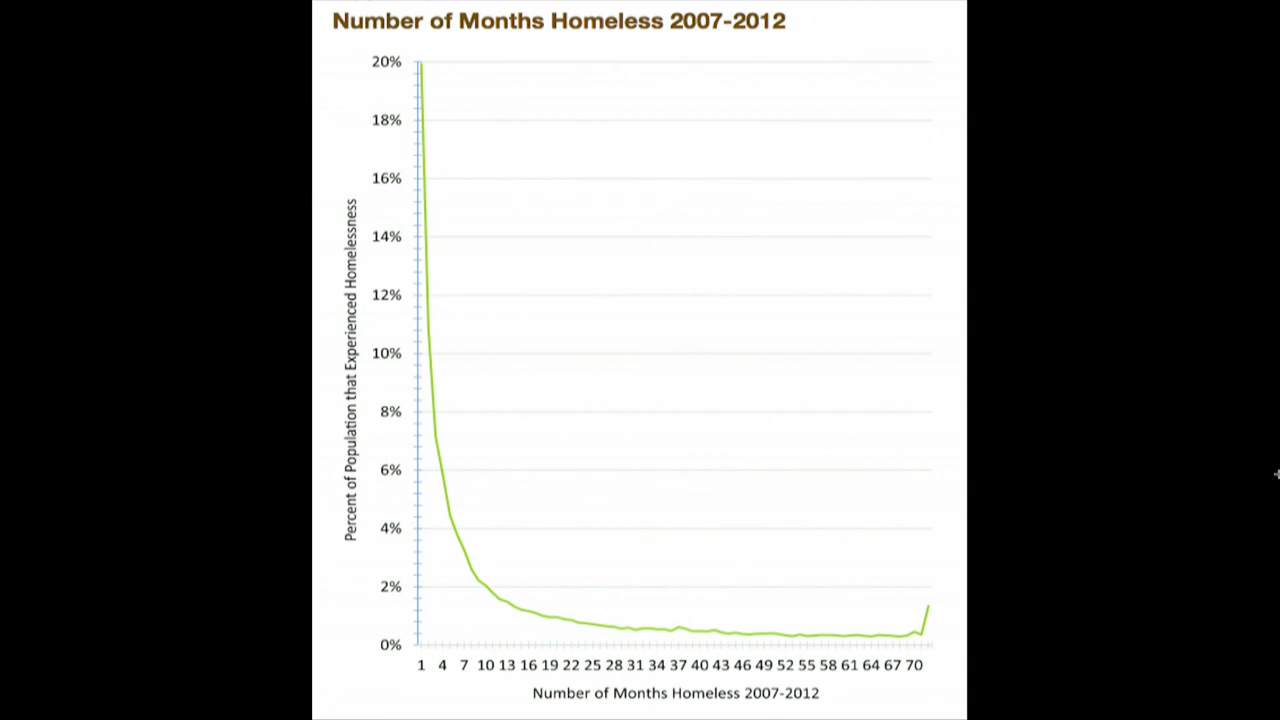 Number of Months Homeless 2007-2012
Percent of Population that Experienced Homelessness
20%
18%
16%
14%
12%
10%
8%
6%
4%
2%
0%
1 4 7 10 13 16 19 22 25 28 31 34 37 40 43 46 49 52 55 58 61 64 67 70
Number of Months Homeless 2007-2012